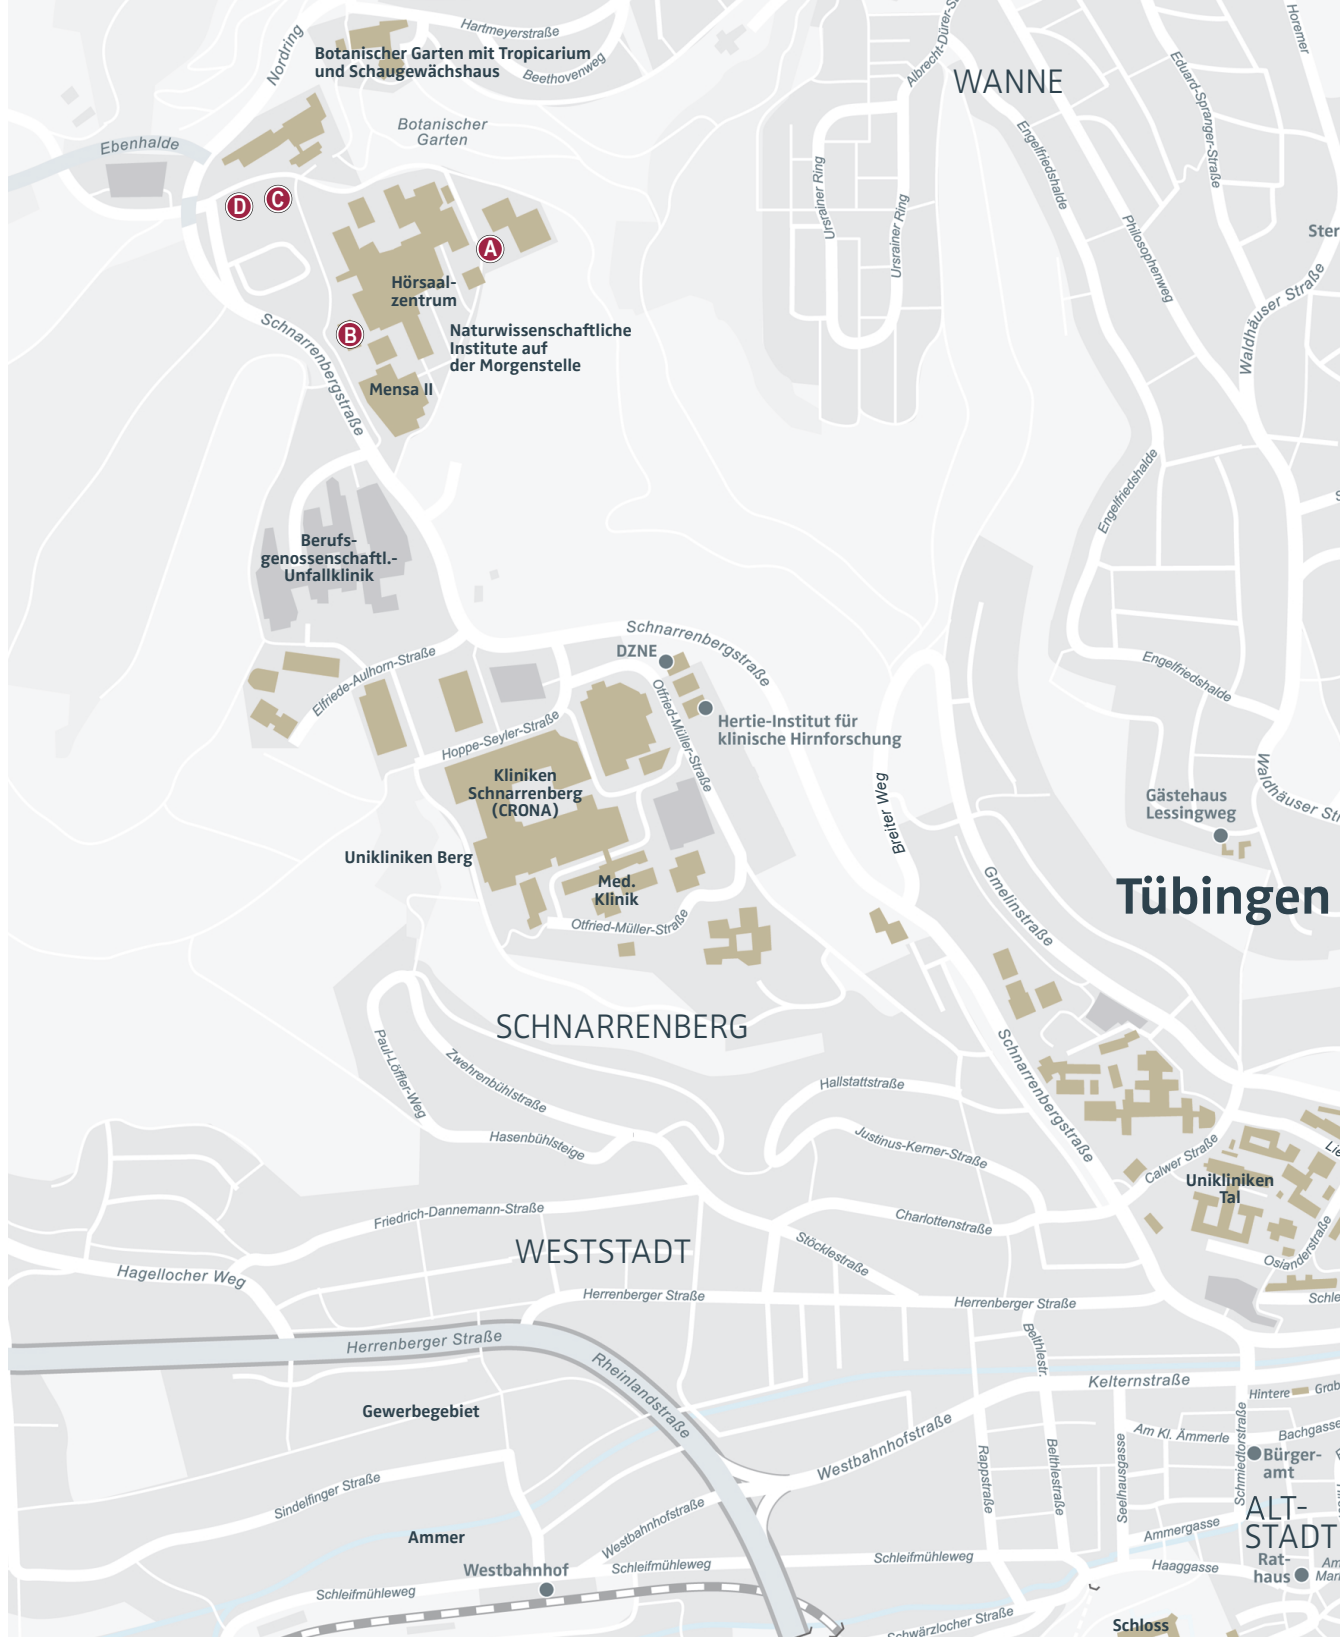 Hartmeyerstraße
Nordring
Botanischer Garten mit Tropicarium
und Schaugewächshaus
Beethovenweg
Albrecht-Dürer-S
Horemer
WANNE
Eduard-Spranger-Straße
Botanischer
Garten
Ebenhalde
Engelfriedshalde
Ursrainer Ring
Ursrainer Ring
D
C
A
B
Philosophenweg
Ster
Hörsaal-
zentrum
Waldhäuser Straße
Schnarrenbergstraße
Naturwissenschaftliche
Institute auf
der Morgenstelle
Mensa II
Engelfriedshalde
Berufs-
genossenschaftl.-
Unfallklinik
Schnarrenbergstraße
DZNE
Elfriede-Aulhorn-Straße
Engelfriedshalde
Otfried-Müller-Straße
Hoppe-Seyler-Straße
Hertie-Institut für
klinische Hirnforschung
Kliniken
Schnarrenberg
(CRONA)
Breiter Weg
Waldhäuser Str
Gästehaus
Lessingweg
Unikliniken Berg
Med.
Klinik
Gmelinstraße
Tübingen
Otfried-Müller-Straße
SCHNARRENBERG
Paul-Löffler-Weg
Zwehrenbühlstraße
Schnarrenbergstraße
Hallstattstraße
Hasenbühlsteige
Justinus-Kerner-Straße
Calwer Straße
Lie
Unikliniken
Tal
Friedrich-Dannemann-Straße
Charlottenstraße
Stöcklestraße
WESTSTADT
Osianderstraße
Hagellocher Weg
Herrenberger Straße
Herrenberger Straße
Schle
Herrenberger Straße
Belthlestr.
Rheinlandstraße
Kelternstraße
Hintere
Grab
Gewerbegebiet
Westbahnhofstraße
Am Kl. Ämmerle
Bachgasse
Schmiedtorstraße
Bürger-
amt
Rappstraße
Belthlestraße
Seelhausgasse
Sindelfinger Straße
ALT-
STADT
Westbahnhofstraße
Ammer
Ammergasse
Westbahnhof
Schleifmühleweg
Schleifmühleweg
Haaggasse
Rat-
haus
Am
Mar
Schleifmühleweg
Schwärzlocher Straße
Schloss